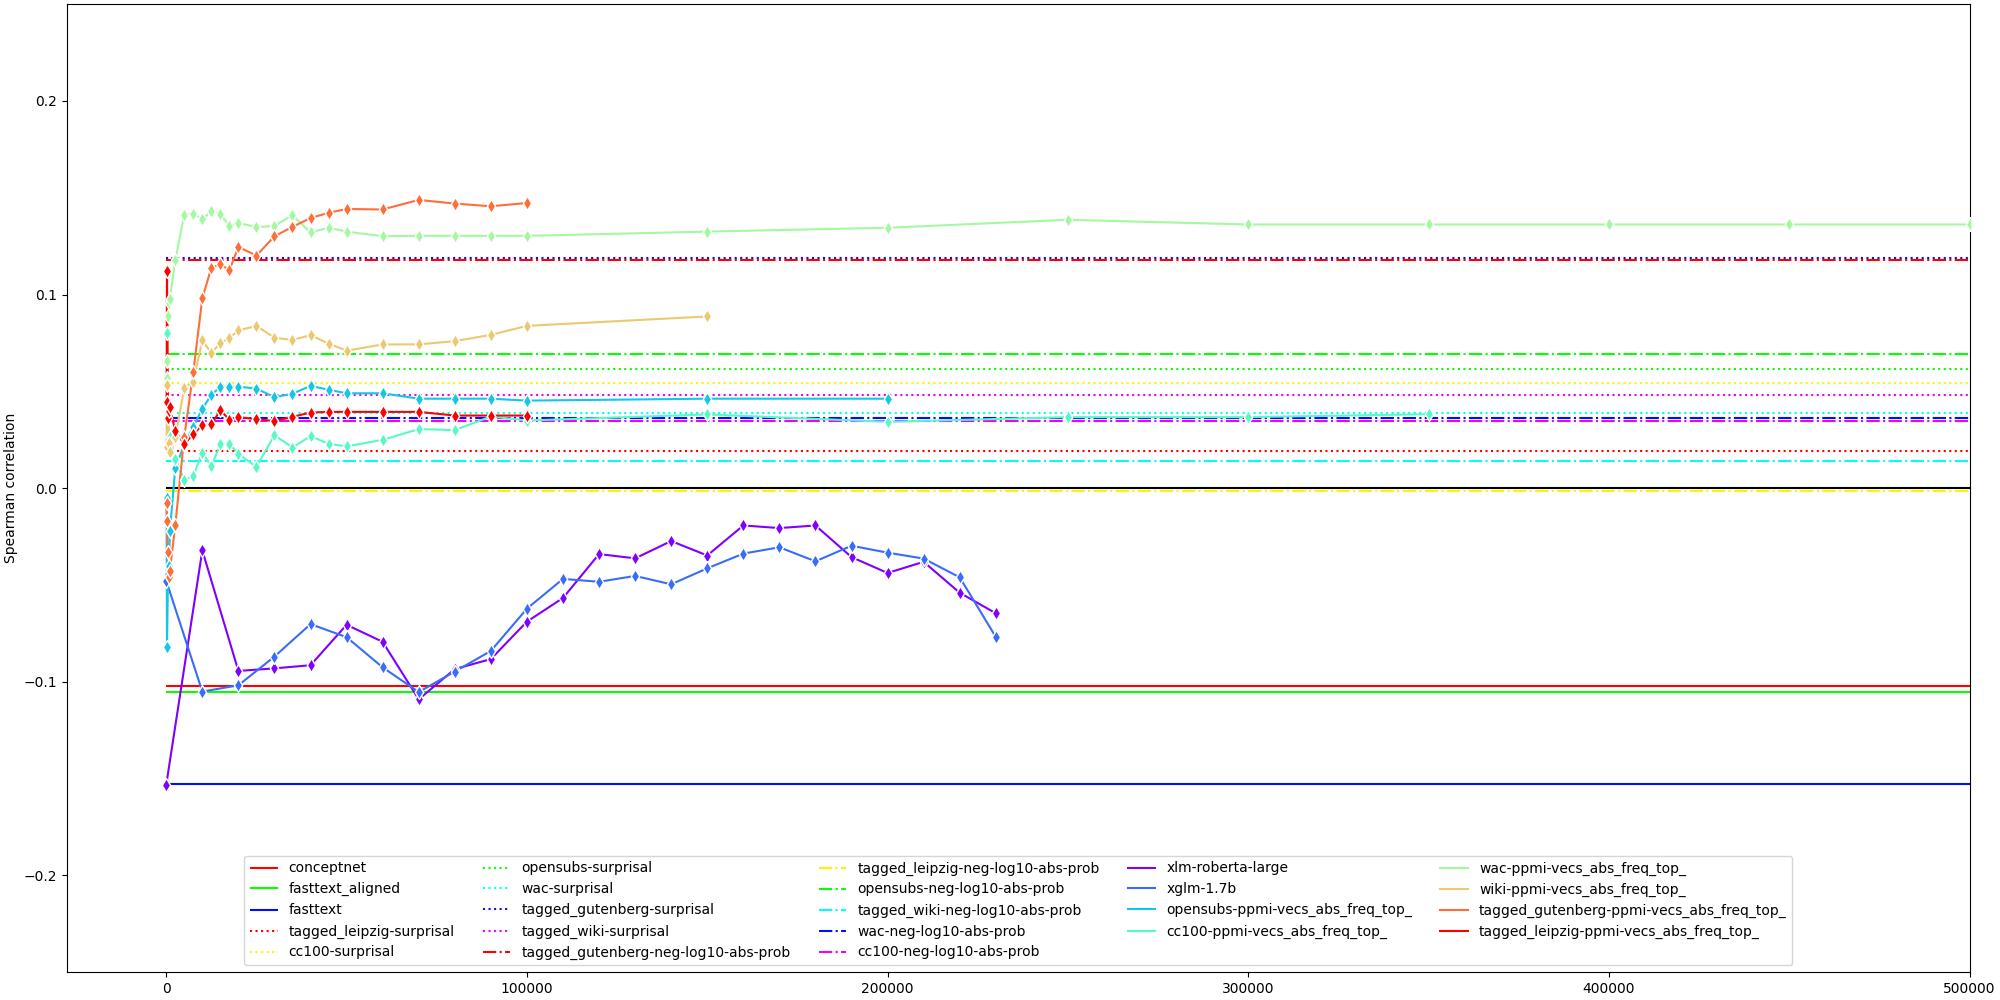 0.2
0.1
0.0
−0.1
−0.2
Spearman correlation
0
100000
200000
300000
400000
500000
conceptnet
fasttext_aligned
fasttext
tagged_leipzig-surprisal
cc100-surprisal
opensubs-surprisal
wac-surprisal
tagged_gutenberg-surprisal
tagged_wiki-surprisal
tagged_gutenberg-neg-log10-abs-prob
tagged_leipzig-neg-log10-abs-prob
opensubs-neg-log10-abs-prob
tagged_wiki-neg-log10-abs-prob
wac-neg-log10-abs-prob
cc100-neg-log10-abs-prob
xlm-roberta-large
xglm-1.7b
opensubs-ppmi-vecs_abs_freq_top_
cc100-ppmi-vecs_abs_freq_top_
wac-ppmi-vecs_abs_freq_top_
wiki-ppmi-vecs_abs_freq_top_
tagged_gutenberg-ppmi-vecs_abs_freq_top_
tagged_leipzig-ppmi-vecs_abs_freq_top_